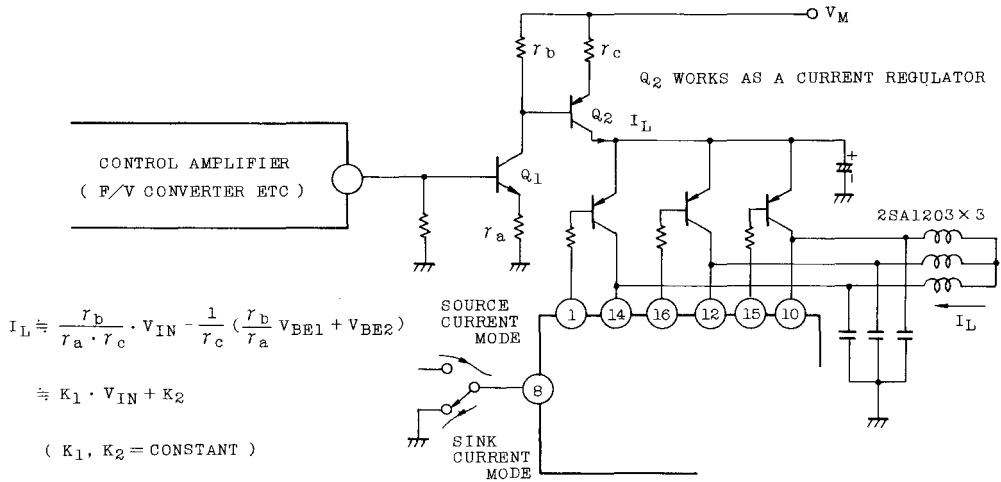 V_M
r_b
r_c
Q_2 WORKS AS A CURRENT REGULATOR
Q_2
I_L
CONTROL AMPLIFIER
( F/V CONVERTER ETC )
Q_1
+
-
r_a
2SA1203×3
I_L
SOURCE
CURRENT
MODE
1 14 16 12 15 10
I_L ≒ r_b/(r_a · r_c) · V_IN - 1/r_c (r_b/r_a V_BE1 + V_BE2)
≒ K_1 · V_IN + K_2
( K_1, K_2 = CONSTANT )
8
SINK
CURRENT
MODE